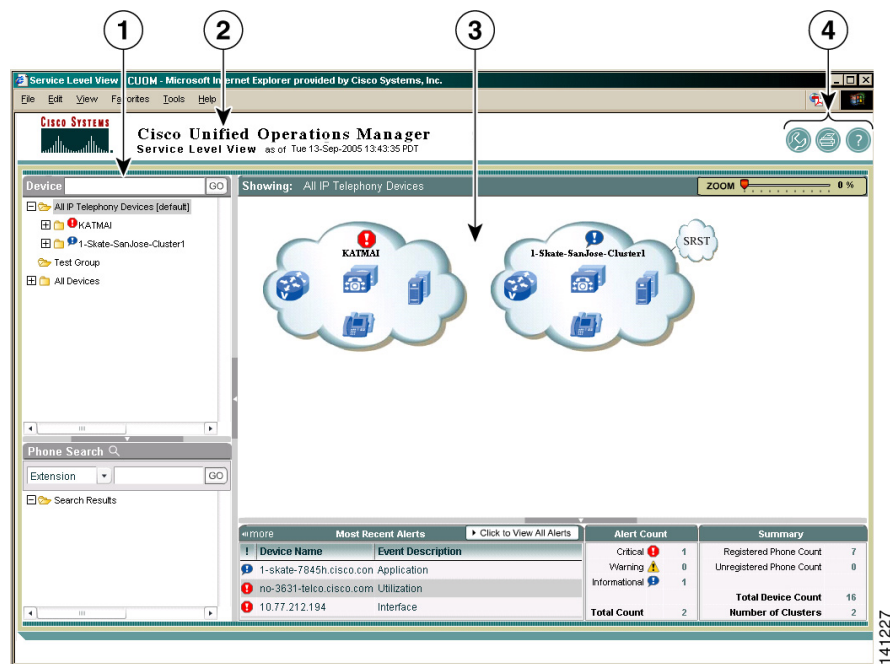 1 2 3 4
Service Level View - CUOM - Microsoft Internet Explorer provided by Cisco Systems, Inc.
File Edit View Favorites Tools Help
CISCO SYSTEMS
Cisco Unified Operations Manager
Service Level View as of Tue 13-Sep-2005 13:43:35 PDT
?
Device GO Showing: All IP Telephony Devices ZOOM 0 %
All IP Telephony Devices [default]
KATMAI
1-Skate-SanJose-Cluster1
Test Group
All Devices
KATMAI
1-Skate-SanJose-Cluster1
SRST
Phone Search
Extension GO
Search Results
more Most Recent Alerts Click to View All Alerts
! Device Name Event Description
1-skate-7845h.cisco.con Application
no-3631-telco.cisco.com Utilization
10.77.212.194 Interface
Alert Count
Critical 1
Warning 0
Informational 1
Total Count 2
Summary
Registered Phone Count 7
Unregistered Phone Count 0
Total Device Count 16
Number of Clusters 2
141227